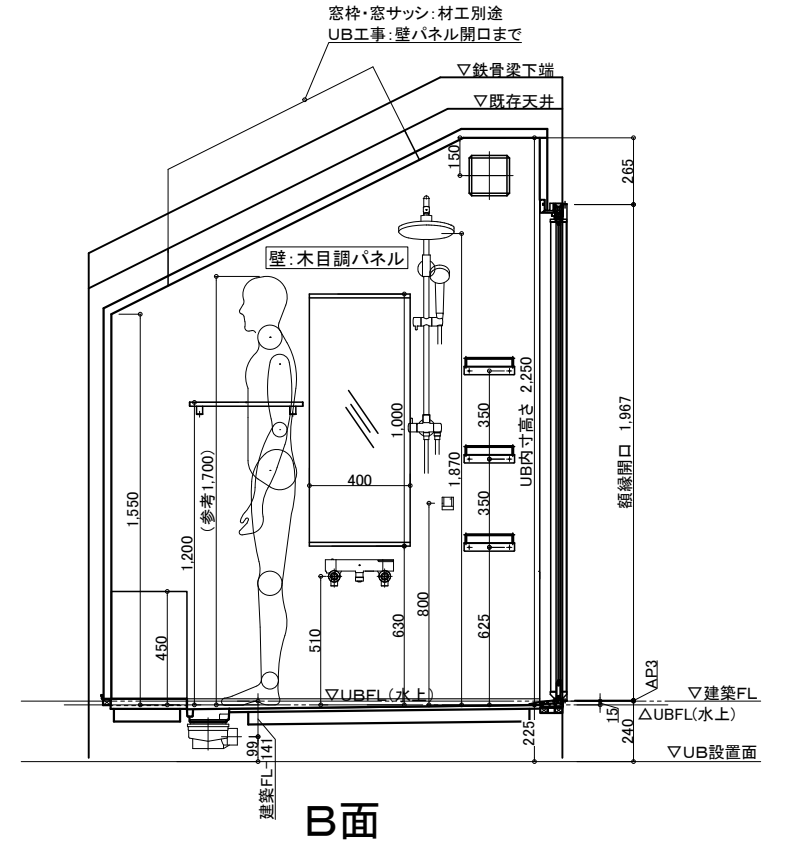 窓枠・窓サッシ:材工別途
UB工事:壁パネル開口まで
▽鉄骨梁下端
▽既存天井
150
265
壁:木目調パネル
2,250
UB内寸高さ
1,967
額縁開口
(参考1,700)
1,550
1,200
1,000
400
1,870
350
350
450
510
630
800
625
▽UBFL(水上)
AP3
▽建築FL
15
△UBFL(水上)
240
225
▽UB設置面
99
建築FL-141
B面